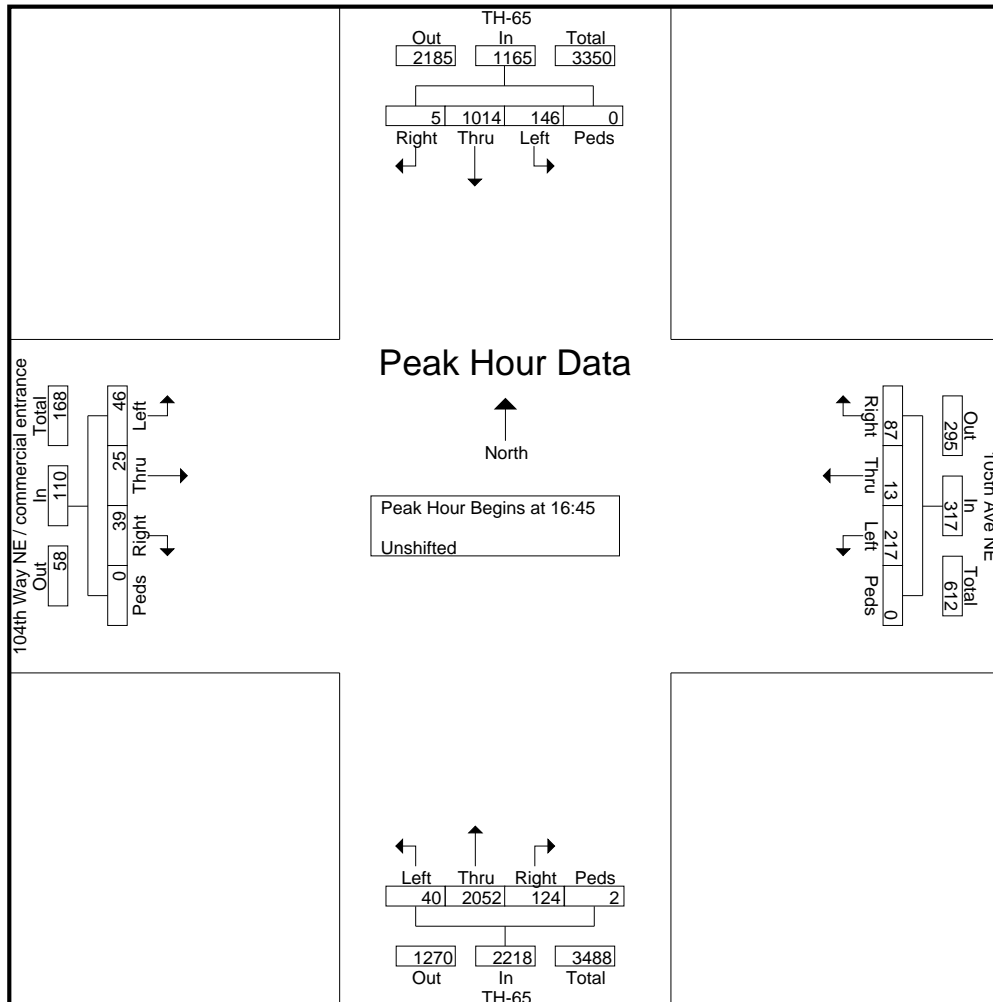 TH-65
Out In Total
2185 1165 3350
5 1014 146 0
Right Thru Left Peds
Peak Hour Data
North
Peak Hour Begins at 16:45
Unshifted
104th Way NE / commercial entrance
Total In Out
168 110 58
46 25 39 0
Left Thru Right Peds
105th Ave NE
Out In Total
295 317 612
87 13 217 0
Right Thru Left Peds
Left Thru Right Peds
40 2052 124 2
1270 2218 3488
Out In Total
TH-65